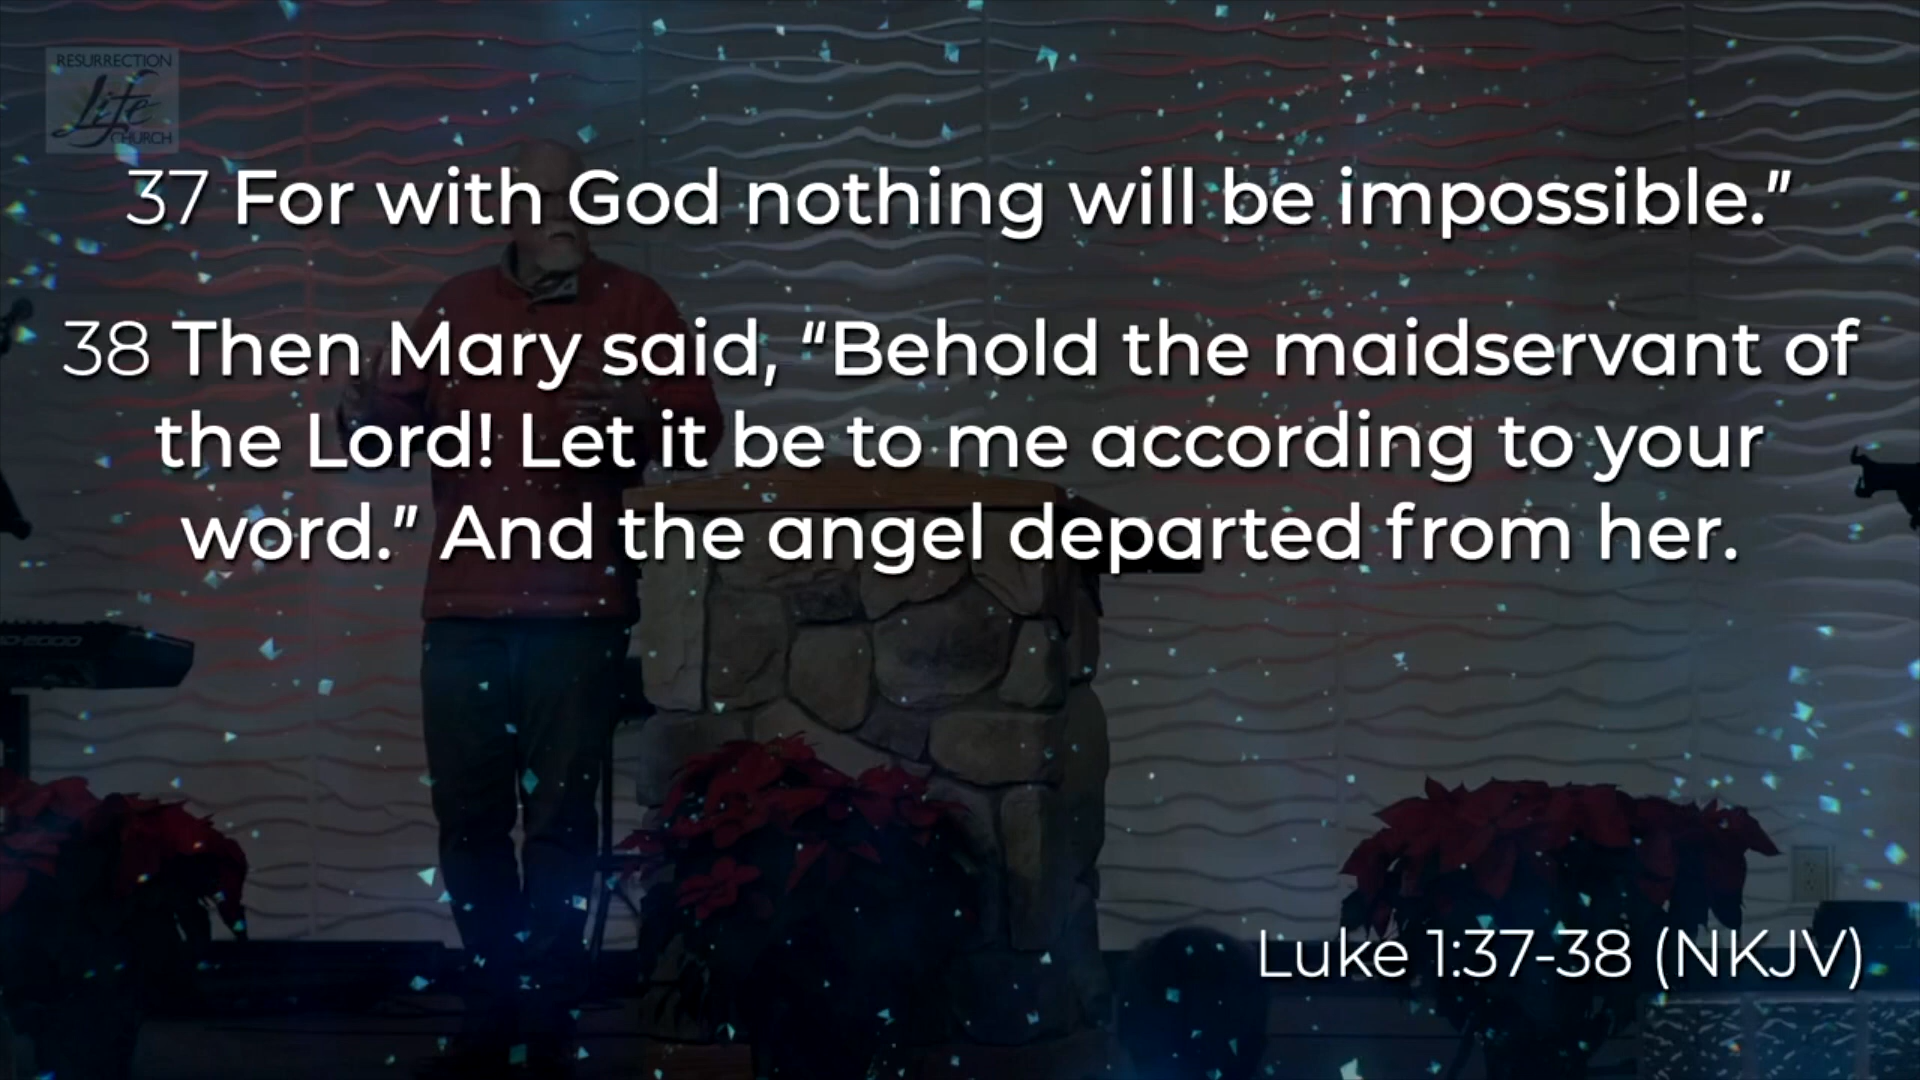 RESURRECTION
Life
CHURCH
37 For with God nothing will be impossible.”
38 Then Mary said, “Behold the maidservant of
the Lord! Let it be to me according to your
word.” And the angel departed from her.
Luke 1:37-38 (NKJV)